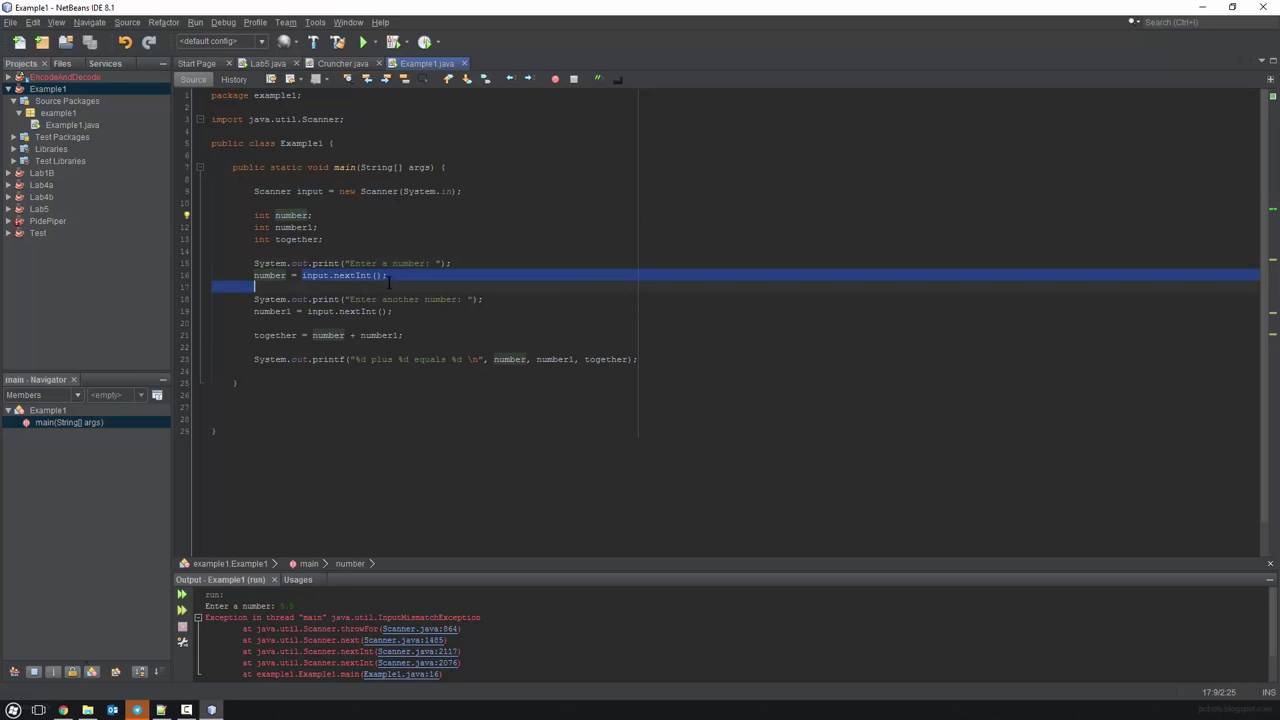 Example1 - NetBeans IDE 8.1
File Edit View Navigate Source Refactor Run Debug Profile Team Tools Window Help
Search (Ctrl+I)
<default config>
Projects Files Services
Start Page Lab5.java Cruncher.java Example1.java
Source History
EncodeAndDecode
Example1
Source Packages
example1
Example1.java
Test Packages
Libraries
Test Libraries
Lab1B
Lab4a
Lab4b
Lab5
PidePiper
Test
1 package example1;
2
3 import java.util.Scanner;
4
5 public class Example1 {
6
7 public static void main(String[] args) {
8
9 Scanner input = new Scanner(System.in);
10
int number;
12 int number1;
13 int together;
14
15 System.out.print("Enter a number: ");
16 number = input.nextInt();
17
18 System.out.print("Enter another number: ");
19 number1 = input.nextInt();
20
21 together = number + number1;
22
23 System.out.printf("%d plus %d equals %d \n", number, number1, together);
24
25 }
26
27
28
29 }
main - Navigator
Members <empty>
Example1
main(String[] args)
example1.Example1 main number
Output - Example1 (run) Usages
run:
Enter a number: 5.5
Exception in thread "main" java.util.InputMismatchException
at java.util.Scanner.throwFor(Scanner.java:864)
at java.util.Scanner.next(Scanner.java:1485)
at java.util.Scanner.nextInt(Scanner.java:2117)
at java.util.Scanner.nextInt(Scanner.java:2076)
at example1.Example1.main(Example1.java:16)
17:9/2:25 INS